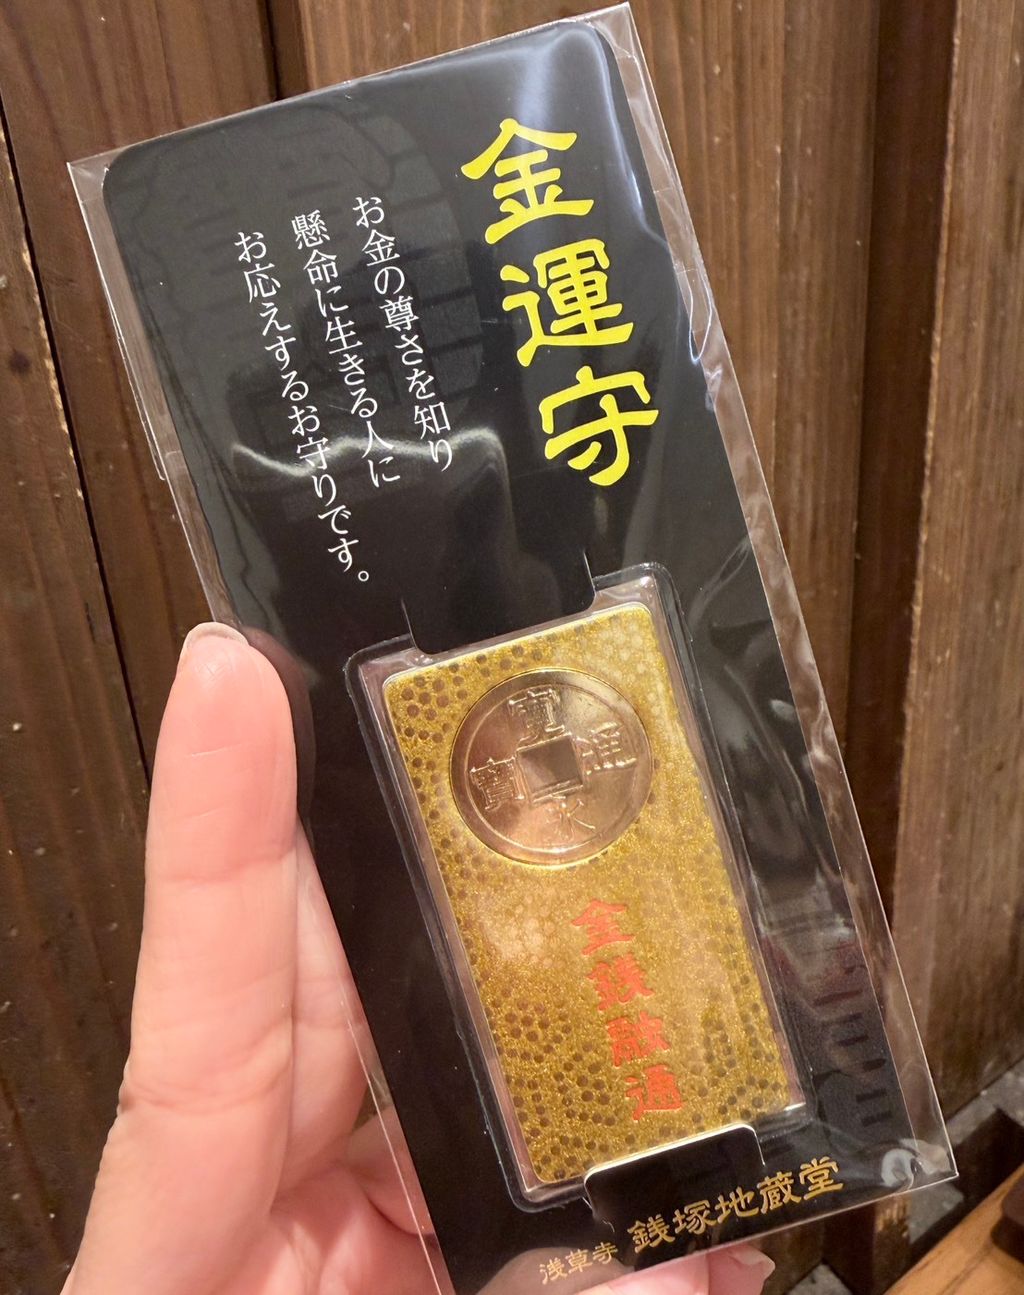 金運守
お金の尊さを知り
懸命に生きる人に
お応えするお守りです。
寛永通寳
金銭融通
浅草寺 銭塚地蔵堂